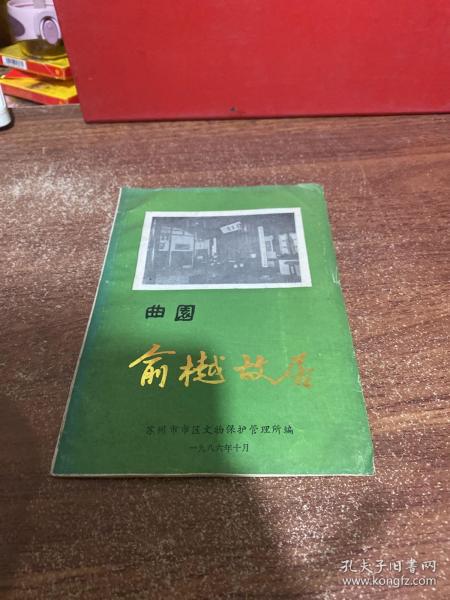 曲園
俞樾故居
苏州市市区文物保护管理所编
一九八六年十月
孔夫子旧书网
www.kongfz.com